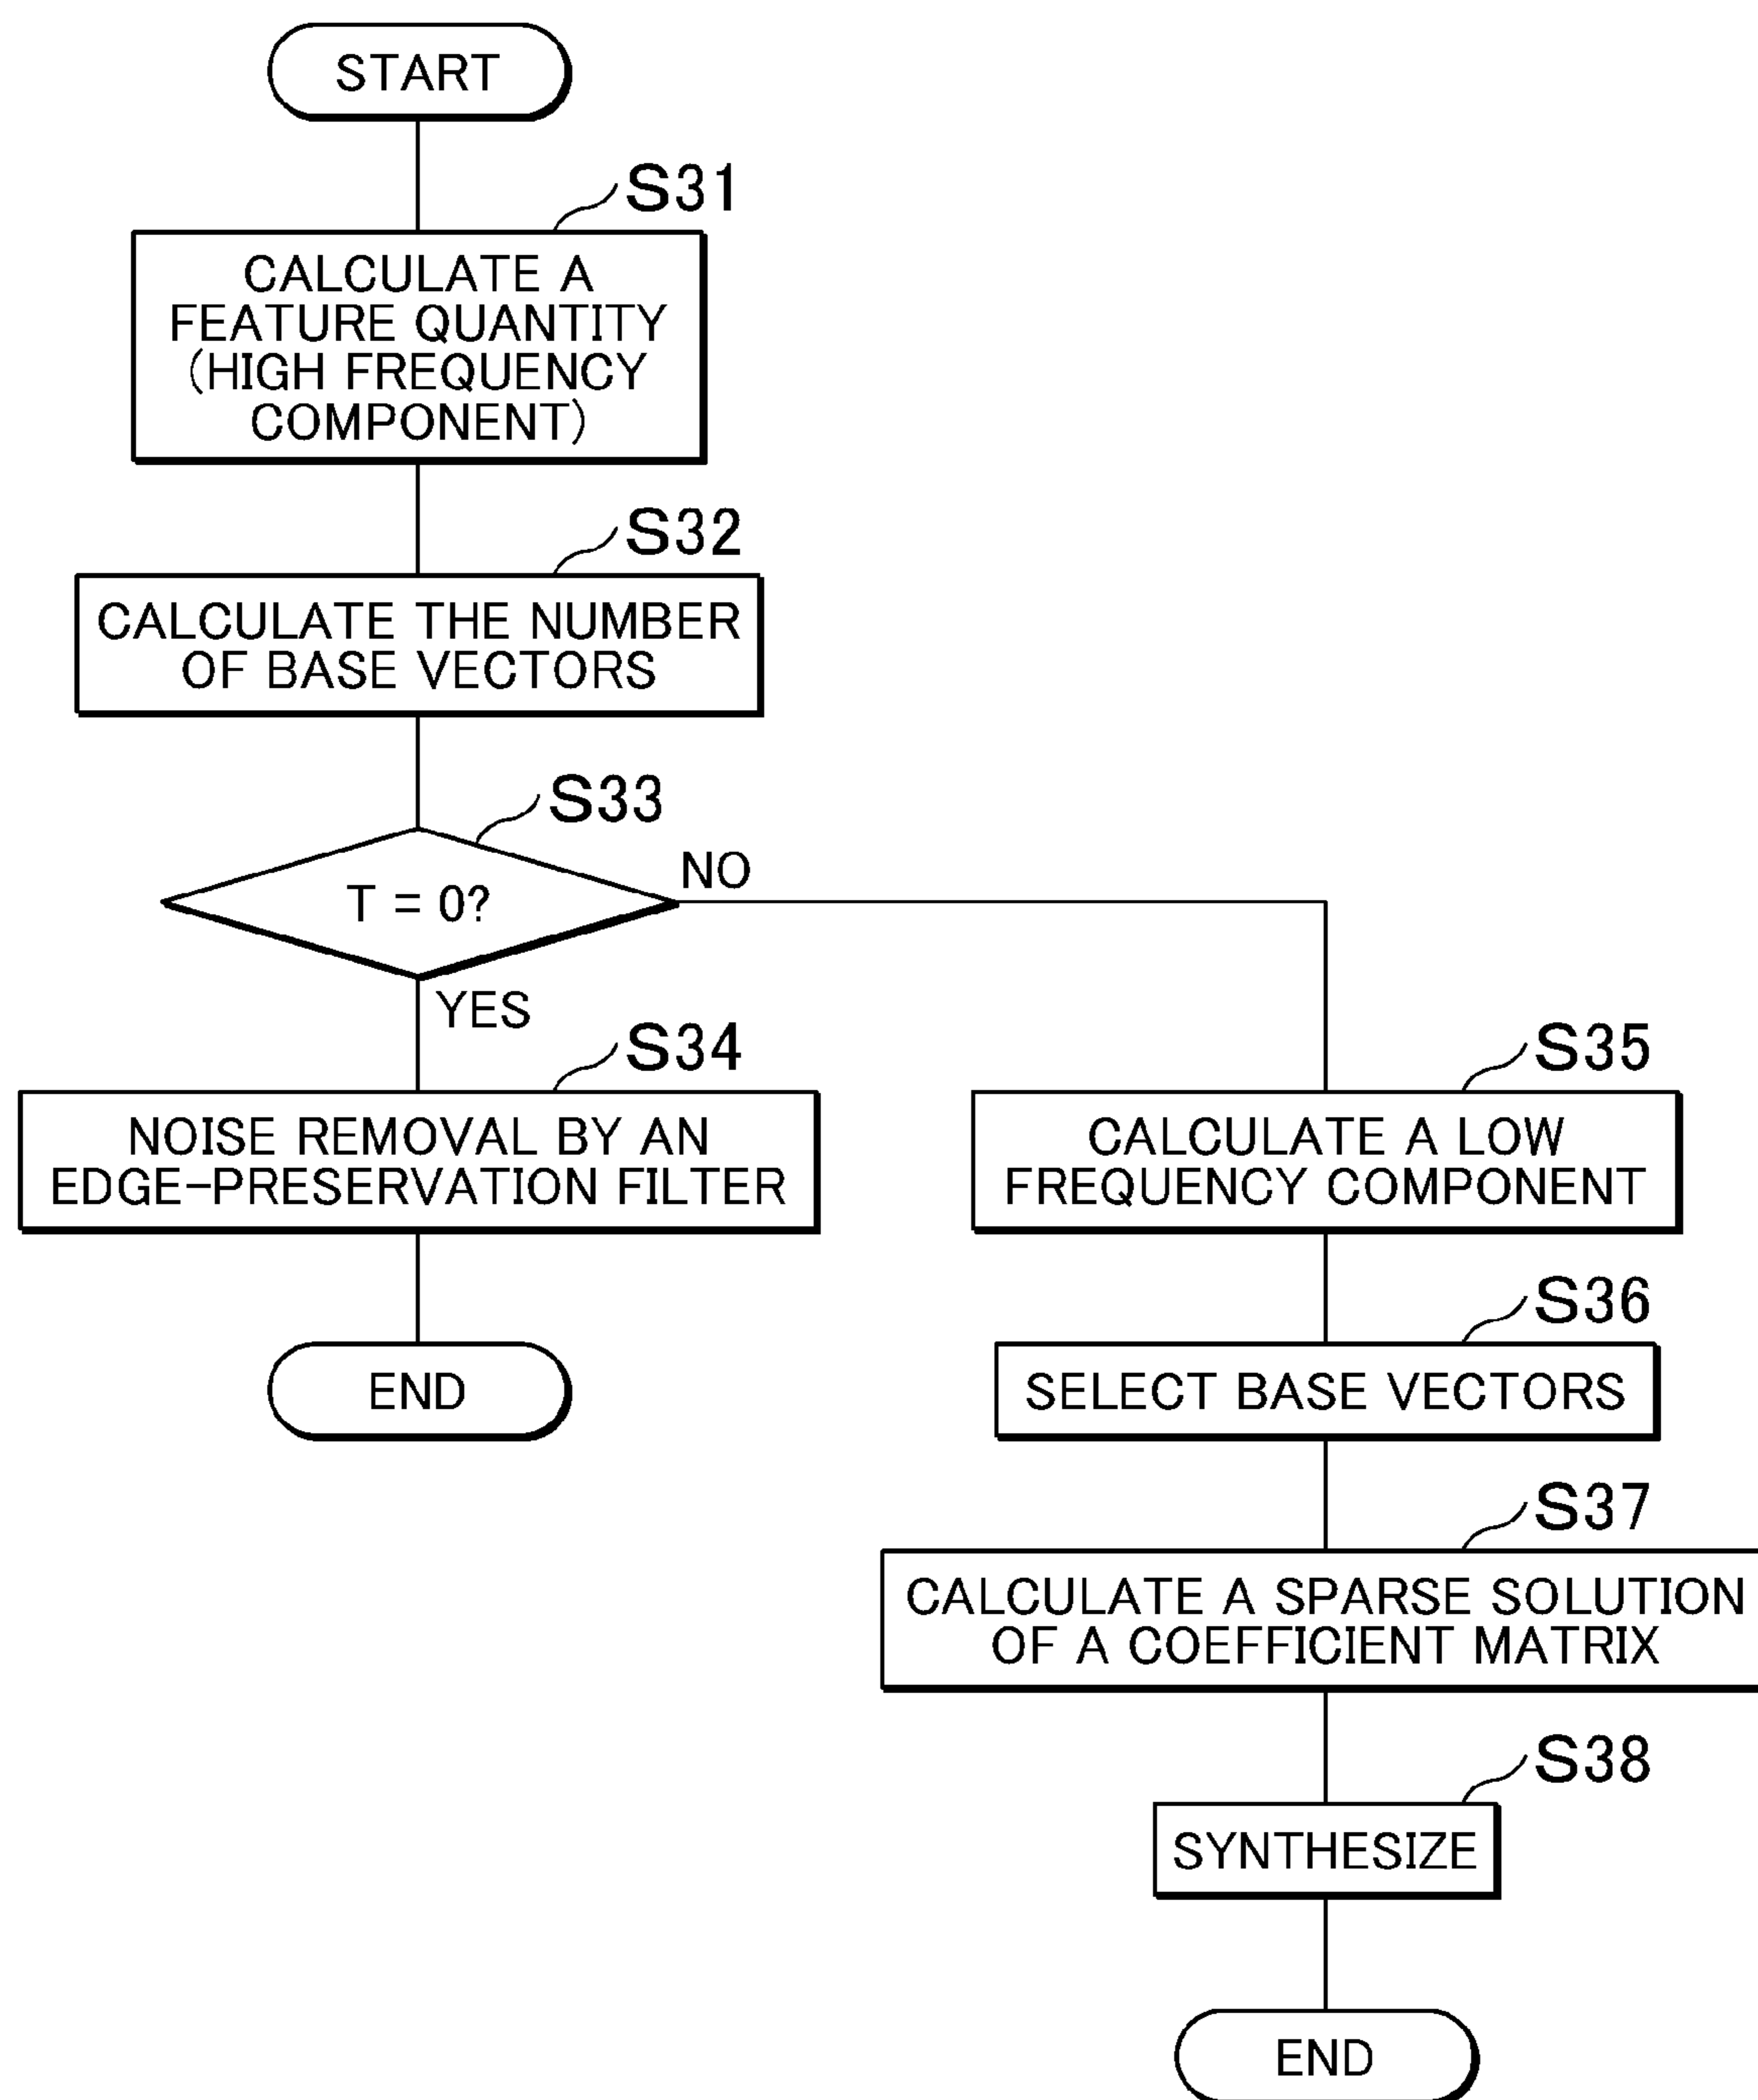 START
S31
CALCULATE A
FEATURE QUANTITY
(HIGH FREQUENCY
COMPONENT)
S32
CALCULATE THE NUMBER
OF BASE VECTORS
S33
T = 0?
NO
YES
S34
NOISE REMOVAL BY AN
EDGE-PRESERVATION FILTER
END
S35
CALCULATE A LOW
FREQUENCY COMPONENT
S36
SELECT BASE VECTORS
S37
CALCULATE A SPARSE SOLUTION
OF A COEFFICIENT MATRIX
S38
SYNTHESIZE
END